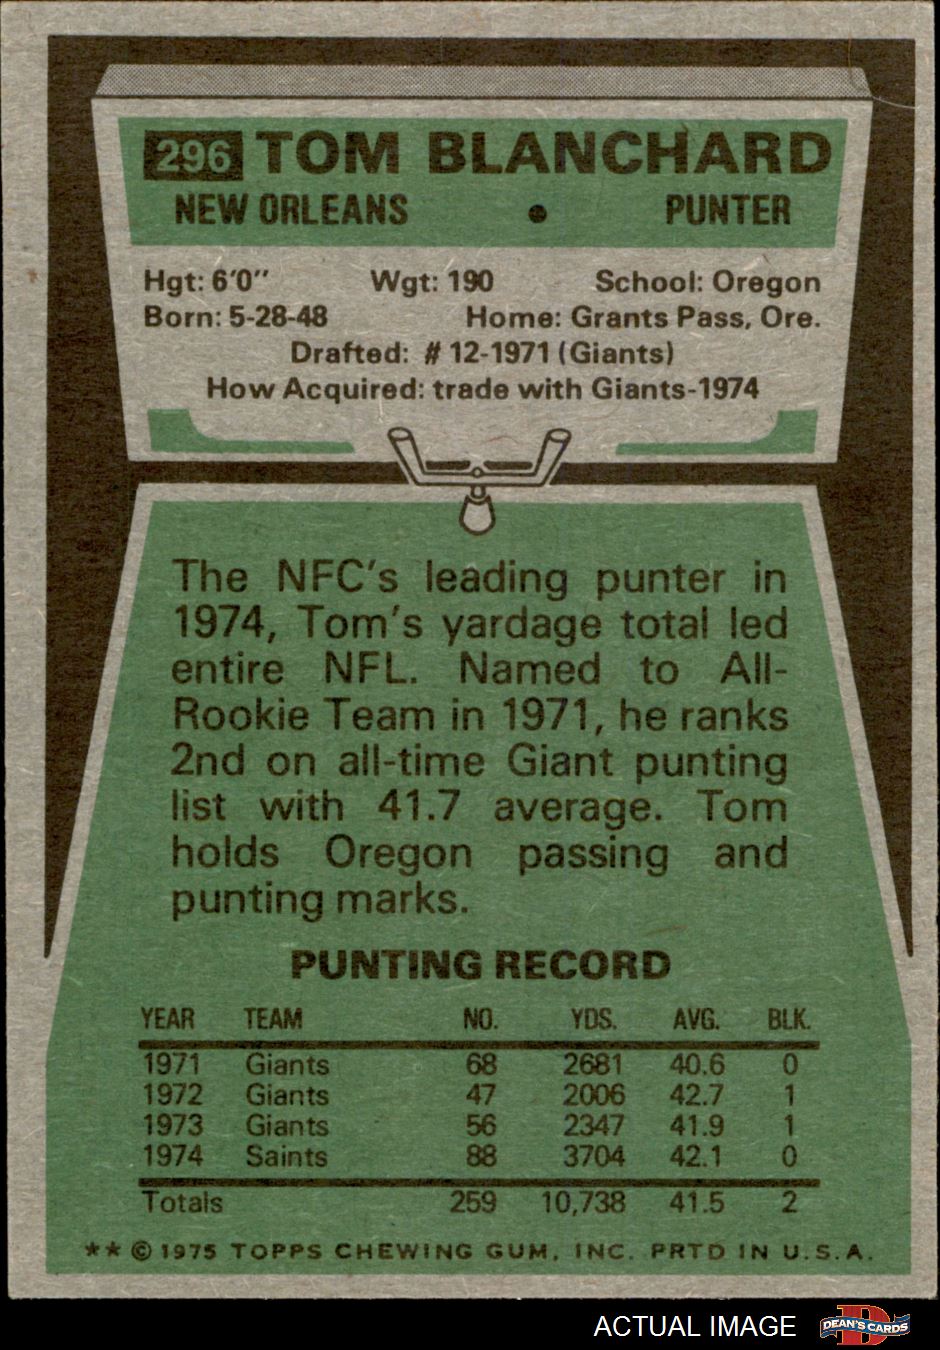 296 TOM BLANCHARD
NEW ORLEANS • PUNTER
Hgt: 6'0" Wgt: 190 School: Oregon
Born: 5-28-48 Home: Grants Pass, Ore.
Drafted: # 12-1971 (Giants)
How Acquired: trade with Giants-1974
The NFC's leading punter in
1974, Tom's yardage total led
entire NFL. Named to All-
Rookie Team in 1971, he ranks
2nd on all-time Giant punting
list with 41.7 average. Tom
holds Oregon passing and
punting marks.
PUNTING RECORD
YEAR TEAM NO. YDS. AVG. BLK.
1971 Giants 68 2681 40.6 0
1972 Giants 47 2006 42.7 1
1973 Giants 56 2347 41.9 1
1974 Saints 88 3704 42.1 0
Totals 259 10,738 41.5 2
** © 1975 TOPPS CHEWING GUM, INC. PRTD IN U.S.A.
ACTUAL IMAGE DEAN'S CARDS